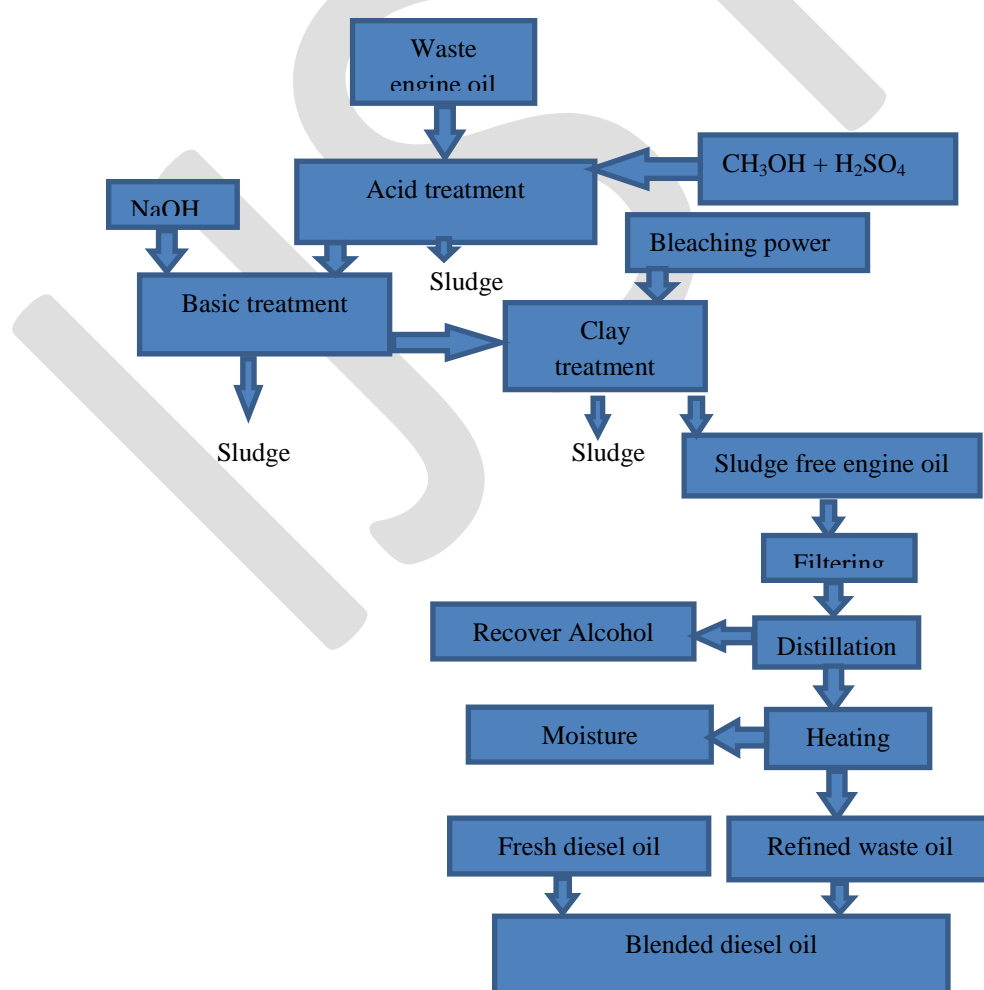 Waste
engine oil
CH₃OH + H₂SO₄
Acid treatment
NaOH
Bleaching power
Sludge
Basic treatment
Clay
treatment
Sludge
Sludge
Sludge free engine oil
Filtering
Recover Alcohol
Distillation
Moisture
Heating
Fresh diesel oil
Refined waste oil
Blended diesel oil